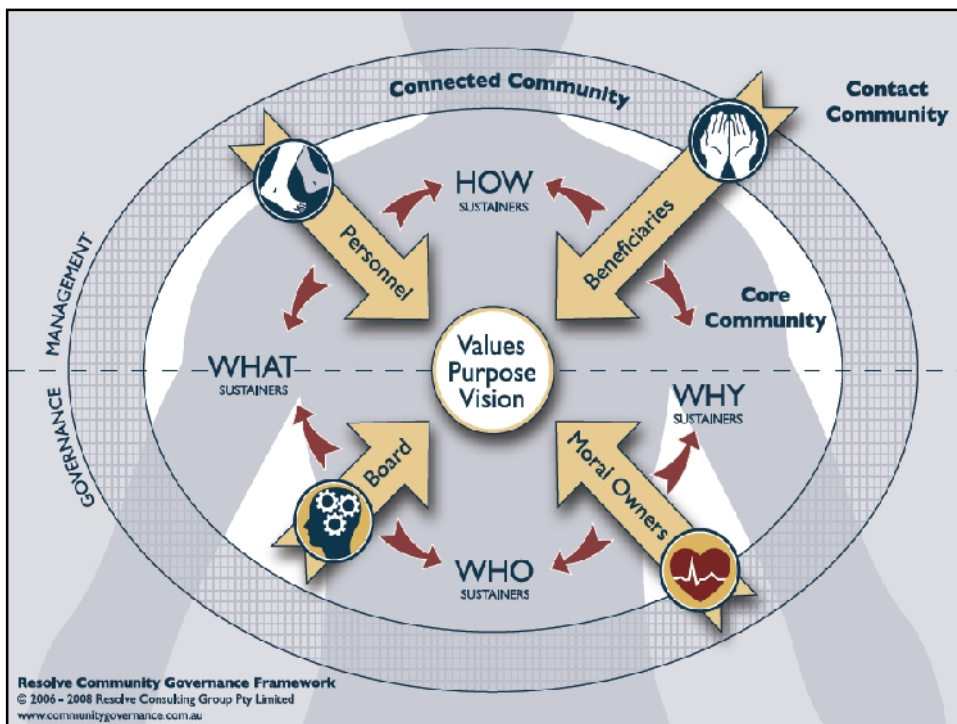 Connected Community
Contact
Community
HOW
SUSTAINERS
Personnel
Beneficiaries
Core
Community
MANAGEMENT
GOVERNANCE
WHAT
SUSTAINERS
Values
Purpose
Vision
WHY
SUSTAINERS
Board
Moral Owners
WHO
SUSTAINERS
Resolve Community Governance Framework
© 2006 – 2008 Resolve Consulting Group Pty Limited
www.communitygovernance.com.au